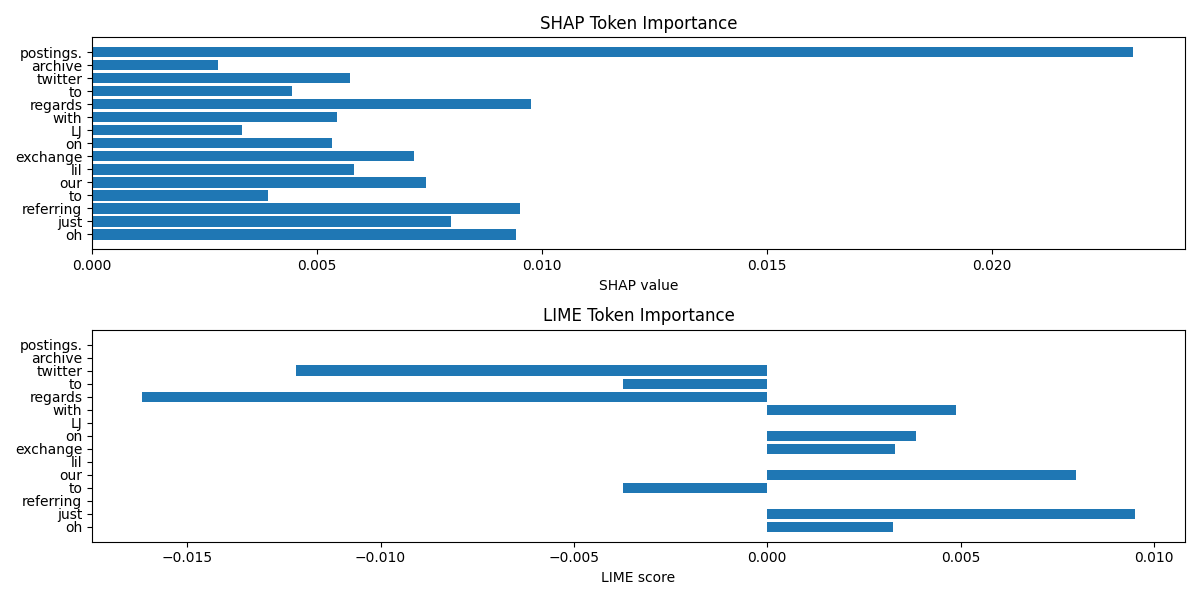 SHAP Token Importance
postings.
archive
twitter
to
regards
with
LJ
on
exchange
lil
our
to
referring
just
oh
0.000 0.005 0.010 0.015 0.020
SHAP value
LIME Token Importance
postings.
archive
twitter
to
regards
with
LJ
on
exchange
lil
our
to
referring
just
oh
−0.015 −0.010 −0.005 0.000 0.005 0.010
LIME score